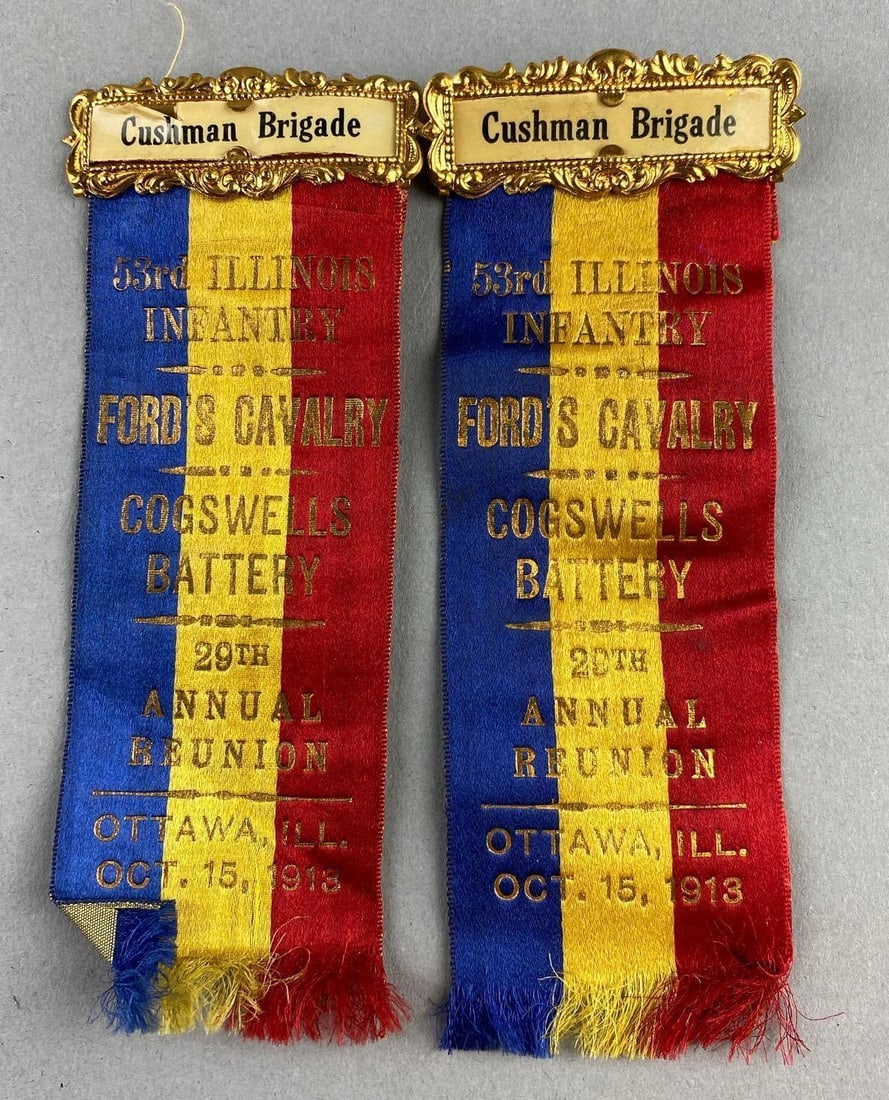 Cushman Brigade
53rd ILLINOIS
INFANTRY
FORD'S CAVALRY
COGSWELLS
BATTERY
29TH
ANNUAL
REUNION
OTTAWA, ILL.
OCT. 15, 1913
Cushman Brigade
53rd ILLINOIS
INFANTRY
FORD'S CAVALRY
COGSWELLS
BATTERY
29TH
ANNUAL
REUNION
OTTAWA, ILL.
OCT. 15, 1913